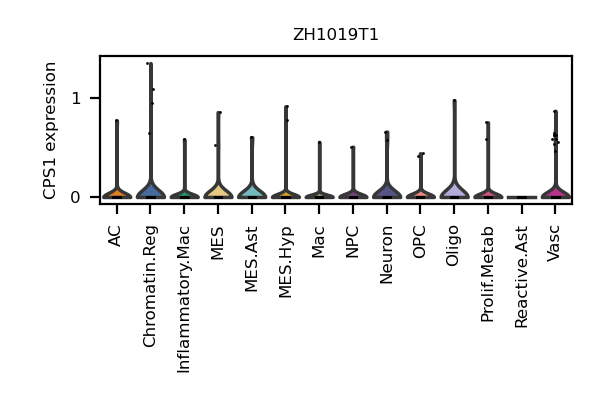 ZH1019T1
CPS1 expression
1
0
AC
Chromatin.Reg
Inflammatory.Mac
MES
MES.Ast
MES.Hyp
Mac
NPC
Neuron
OPC
Oligo
Prolif.Metab
Reactive.Ast
Vasc